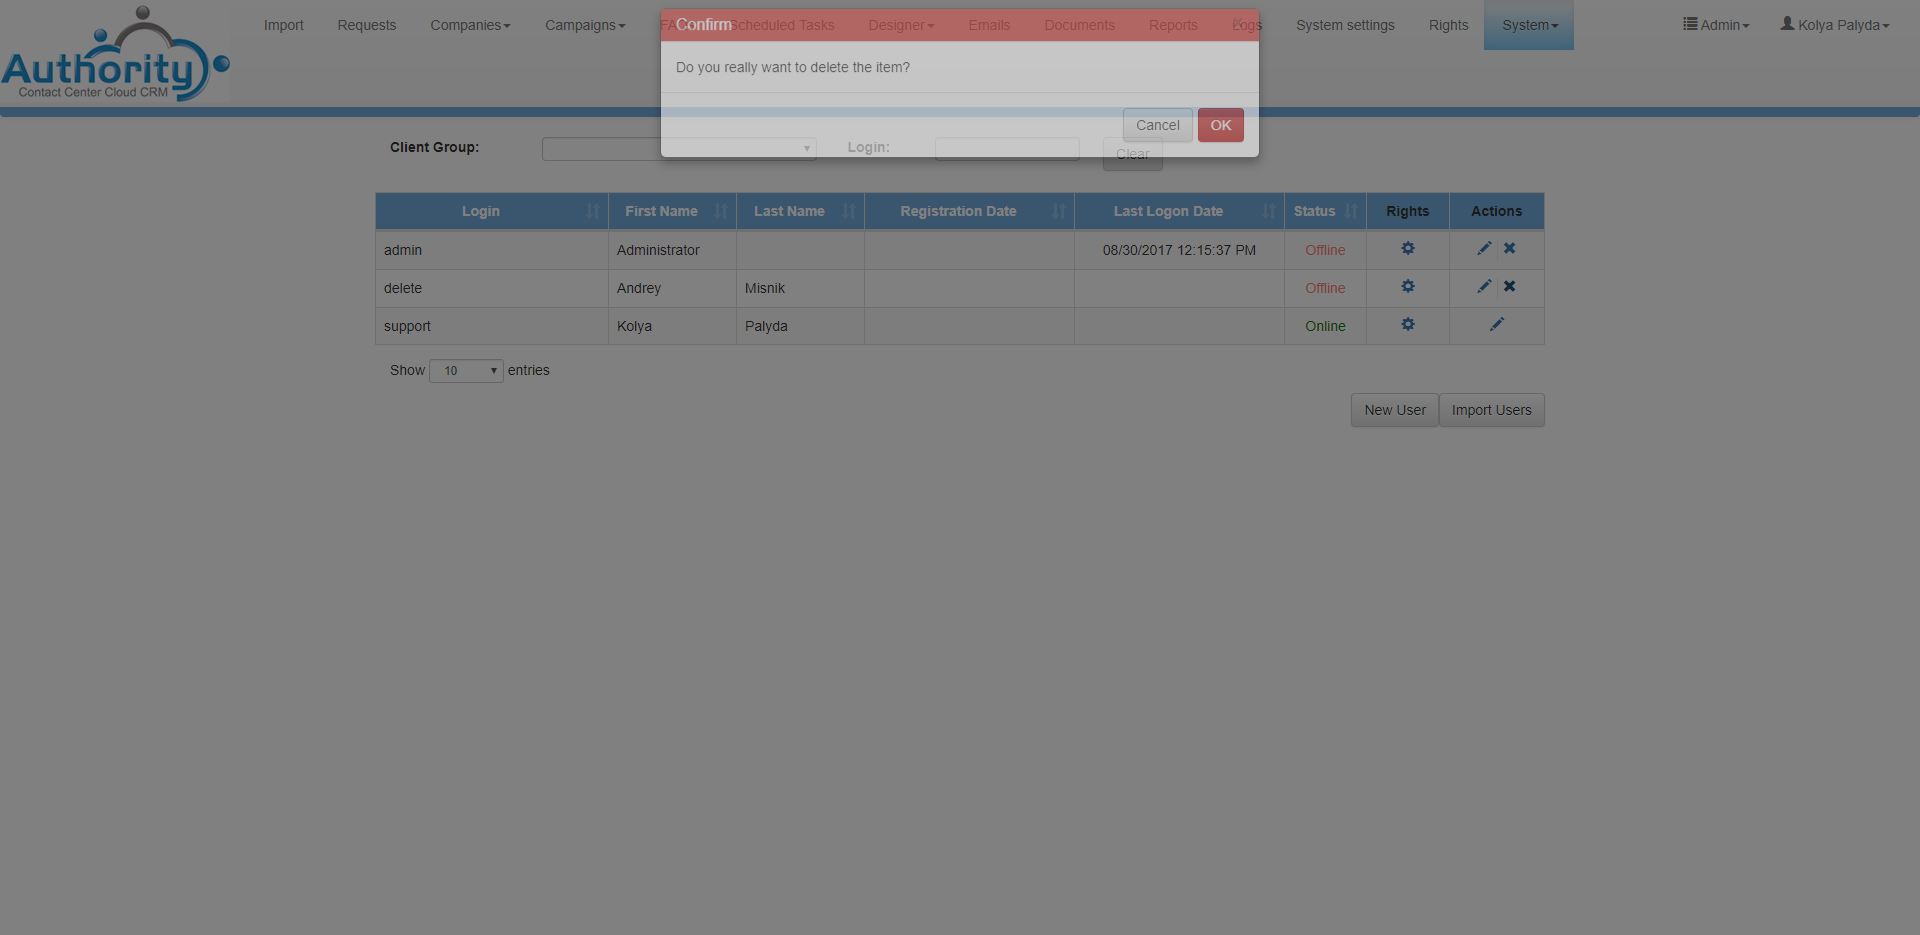 Authority
Contact Center Cloud CRM
Import Requests Companies Campaigns FA Scheduled Tasks Designer Emails Documents Reports Logs System settings Rights System Admin Kolya Palyda
Confirm
Do you really want to delete the item?
Cancel OK
Client Group: Login: Clear
Login First Name Last Name Registration Date Last Logon Date Status Rights Actions
admin Administrator 08/30/2017 12:15:37 PM Offline
delete Andrey Misnik Offline
support Kolya Palyda Online
Show 10 entries
New User Import Users